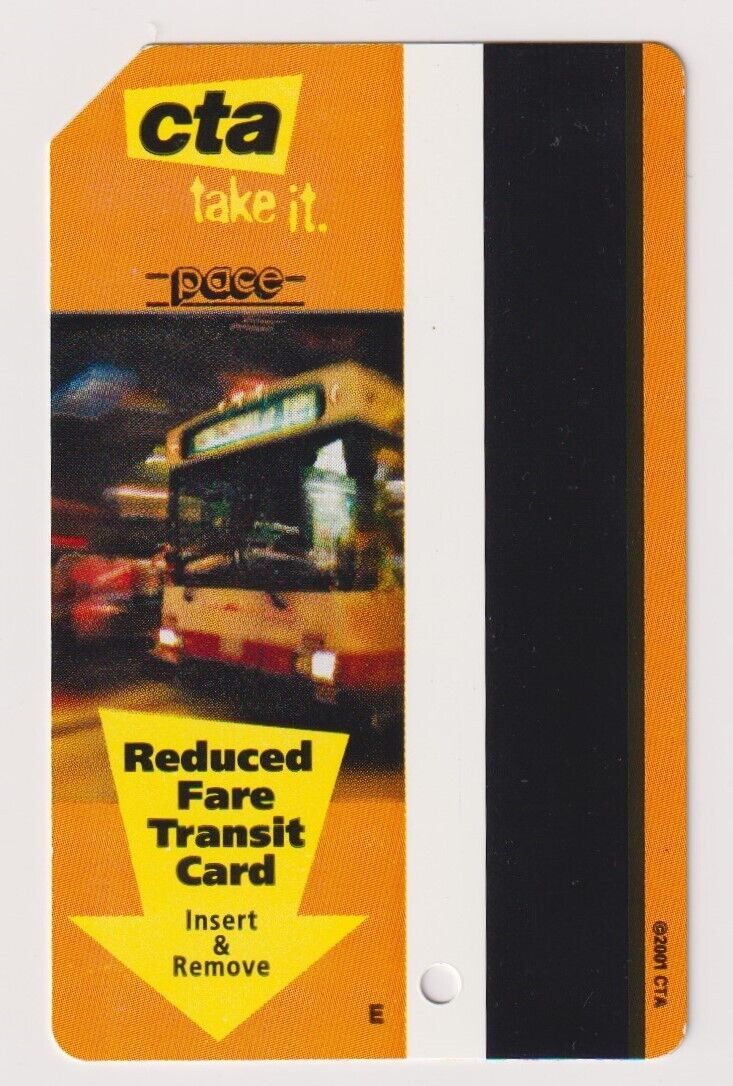 cta
take it.
pace
Reduced
Fare
Transit
Card
Insert
&
Remove
E
©2001 CTA